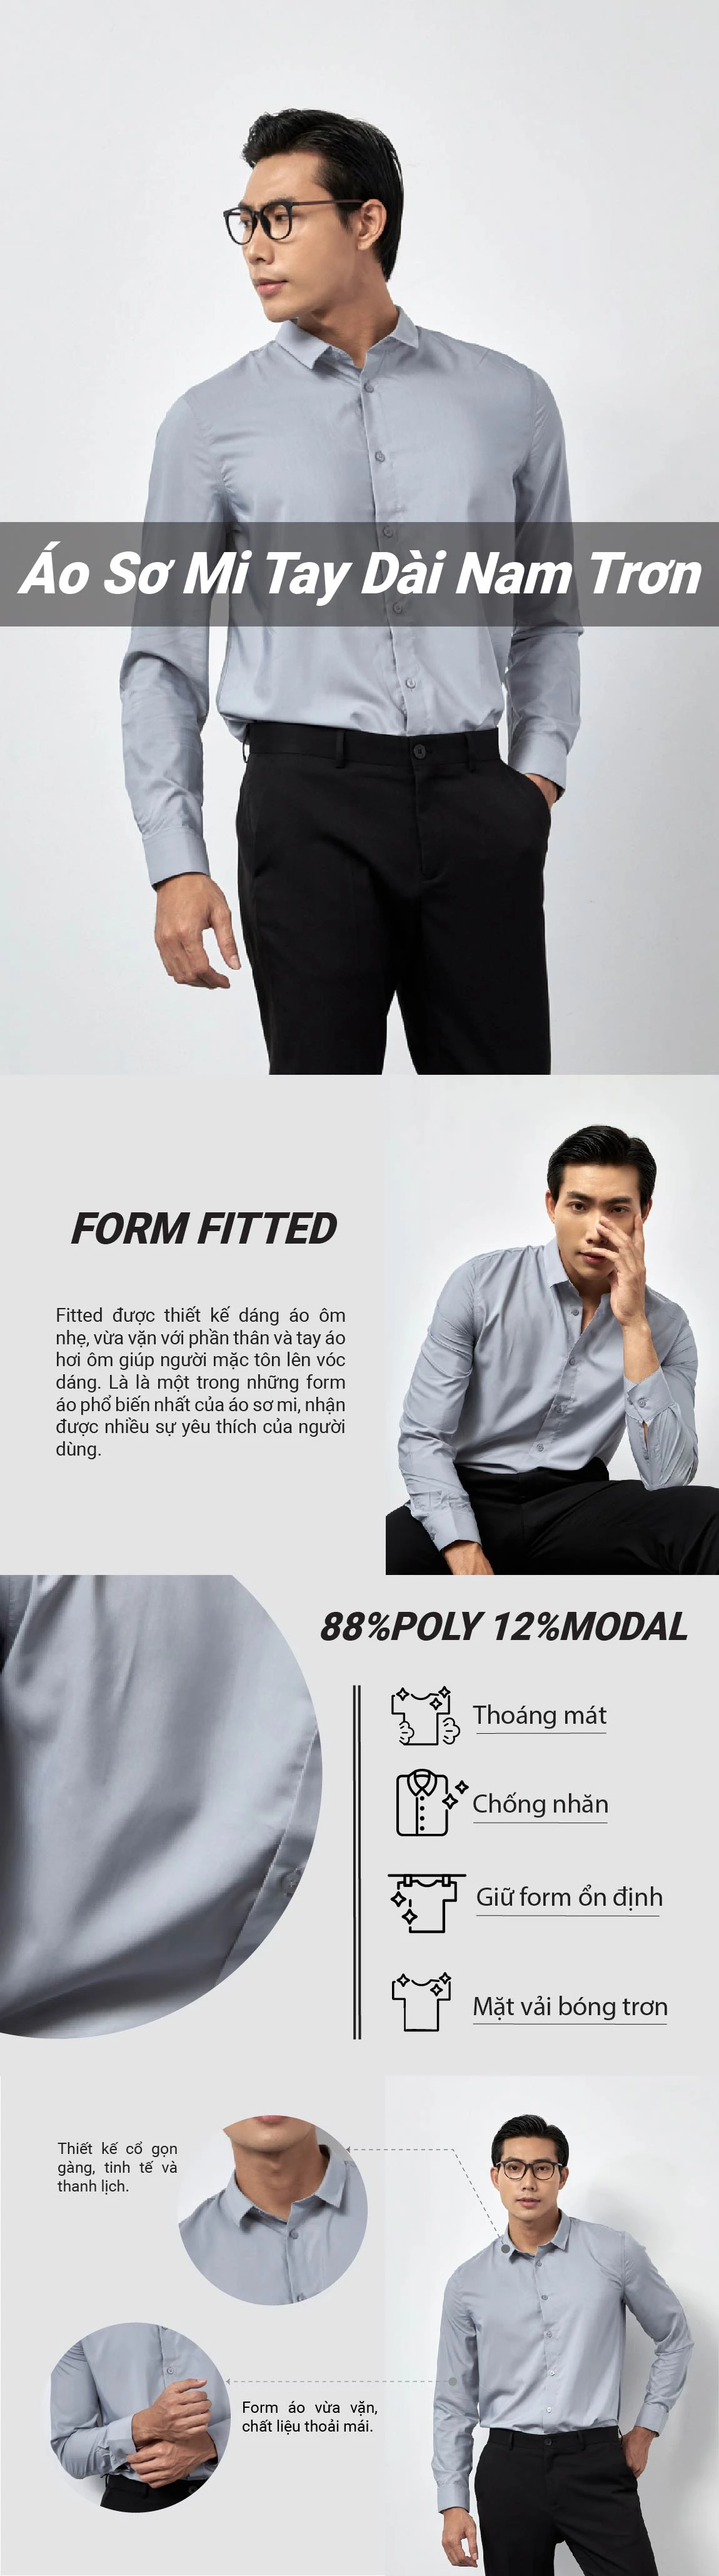 Áo Sơ Mi Tay Dài Nam Trơn
FORM FITTED
Fitted được thiết kế dáng áo ôm
nhẹ, vừa vặn với phần thân và tay áo
hơi ôm giúp người mặc tôn lên vóc
dáng. Là là một trong những form
áo phổ biến nhất của áo sơ mi, nhận
được nhiều sự yêu thích của người
dùng.
88%POLY 12%MODAL
Thoáng mát
Chống nhăn
Giữ form ổn định
Mặt vải bóng trơn
Thiết kế cổ gọn
gàng, tinh tế và
thanh lịch.
Form áo vừa vặn,
chất liệu thoải mái.